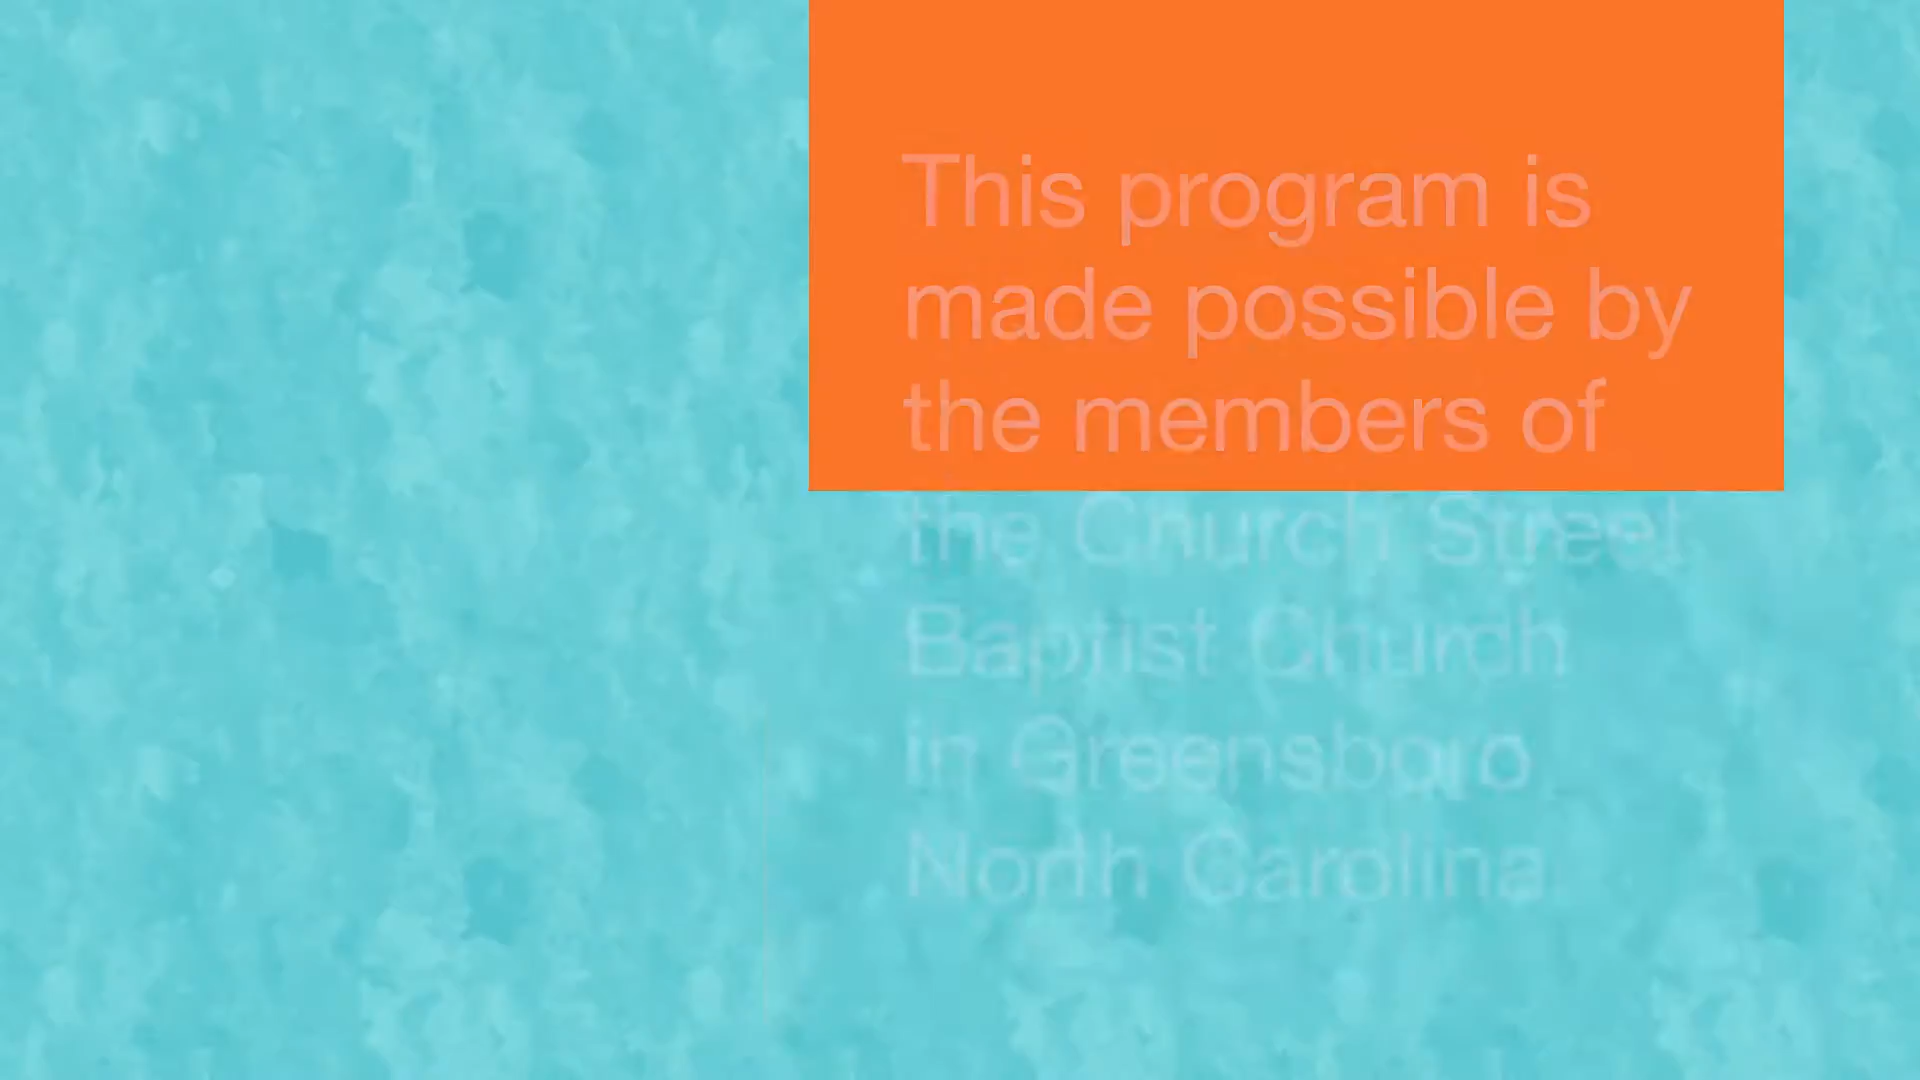 This program is
made possible by
the members of
the Church Street
Baptist Church
in Greensboro
North Carolina